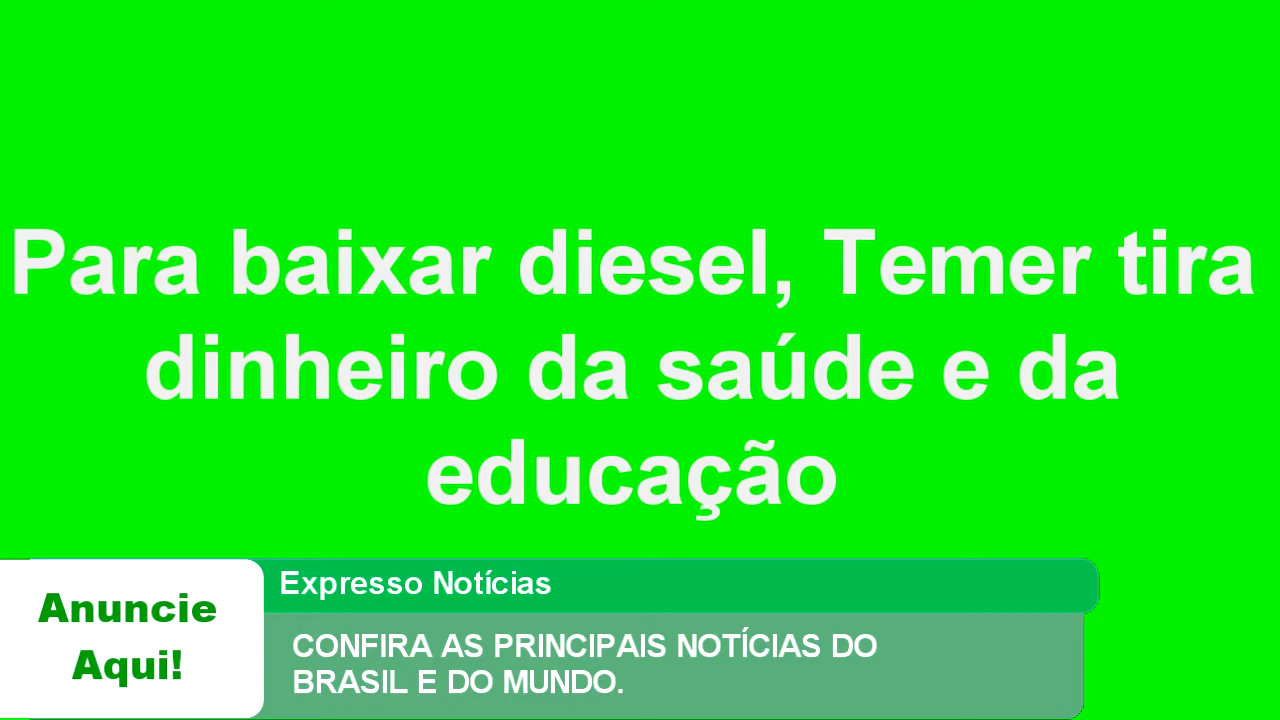 Para baixar diesel, Temer tira
dinheiro da saúde e da
educação
Expresso Notícias
Anuncie
Aqui!
CONFIRA AS PRINCIPAIS NOTÍCIAS DO
BRASIL E DO MUNDO.